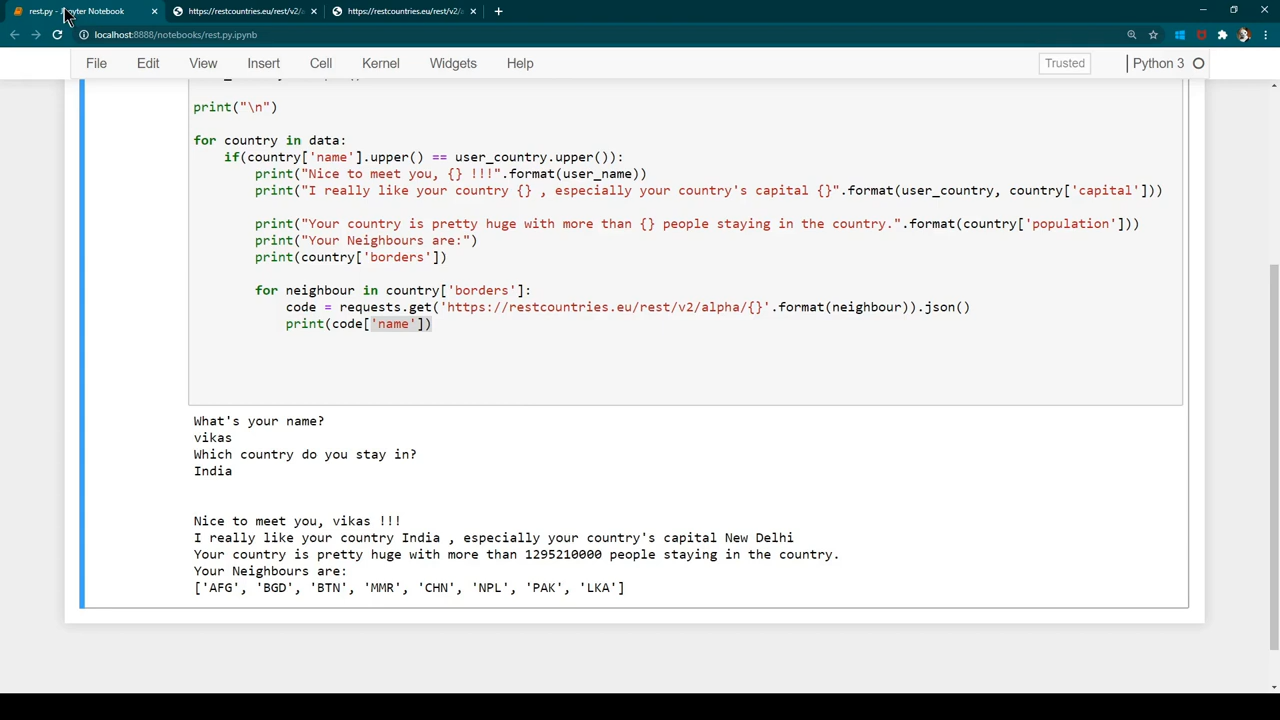 rest.py - Jupyter Notebook
https://restcountries.eu/rest/v2/a
https://restcountries.eu/rest/v2/a
localhost:8888/notebooks/rest.py.ipynb
File Edit View Insert Cell Kernel Widgets Help Trusted Python 3
print("\n")
for country in data:
if(country['name'].upper() == user_country.upper()):
print("Nice to meet you, {} !!!".format(user_name))
print("I really like your country {} , especially your country's capital {}".format(user_country, country['capital']))
print("Your country is pretty huge with more than {} people staying in the country.".format(country['population']))
print("Your Neighbours are:")
print(country['borders'])
for neighbour in country['borders']:
code = requests.get('https://restcountries.eu/rest/v2/alpha/{}'.format(neighbour)).json()
print(code['name'])
What's your name?
vikas
Which country do you stay in?
India
Nice to meet you, vikas !!!
I really like your country India , especially your country's capital New Delhi
Your country is pretty huge with more than 1295210000 people staying in the country.
Your Neighbours are:
['AFG', 'BGD', 'BTN', 'MMR', 'CHN', 'NPL', 'PAK', 'LKA']